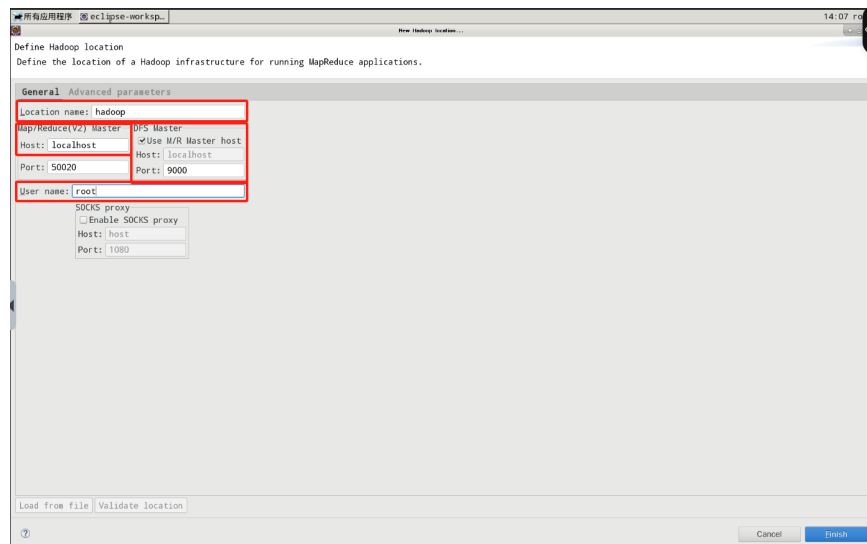 所有应用程序 eclipse-worksp… 14:07
New Hadoop location...
Define Hadoop location
Define the location of a Hadoop infrastructure for running MapReduce applications.
General Advanced parameters
Location name: hadoop
Map/Reduce(V2) Master
Host: localhost
Port: 50020
DFS Master
Use M/R Master host
Host: localhost
Port: 9000
User name: root
SOCKS proxy
Enable SOCKS proxy
Host: host
Port: 1080
Load from file Validate location
Cancel Finish